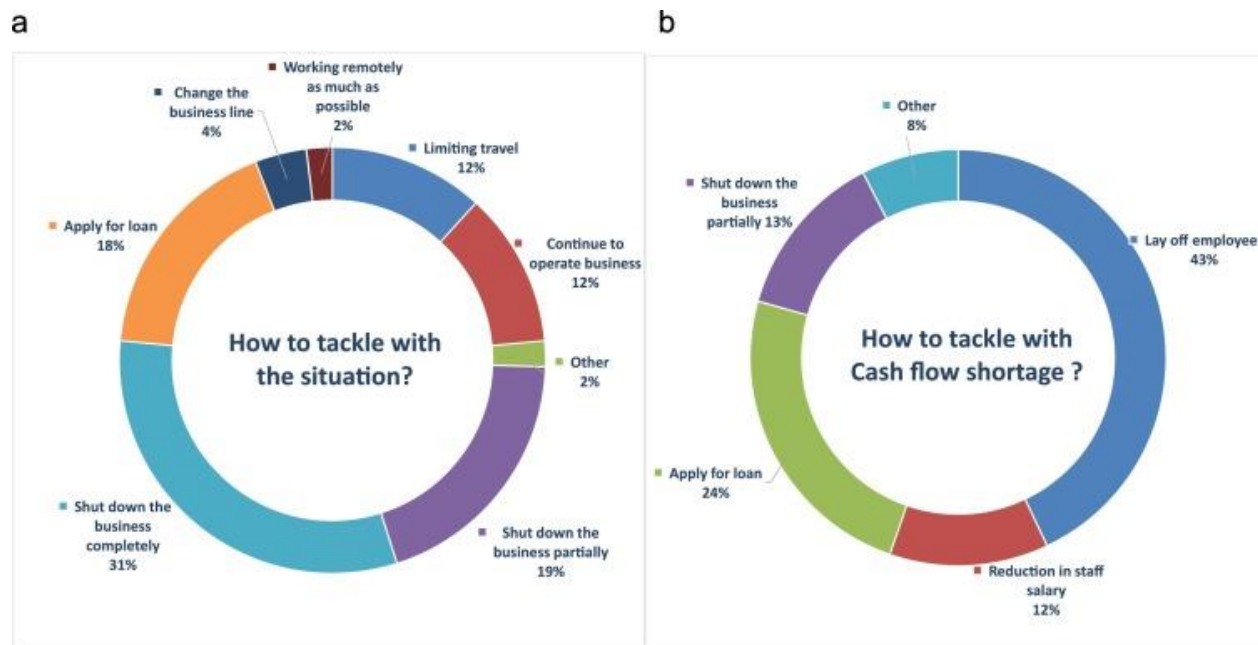 a
Working remotely
as much as
possible
2%
Change the
business line
4%
Limiting travel
12%
Apply for loan
18%
Continue to
operate business
12%
How to tackle with
the situation?
Other
2%
Shut down the
business
completely
31%
Shut down the
business partially
19%
b
Other
8%
Shut down the
business
partially 13%
Lay off employee
43%
How to tackle with
Cash flow shortage ?
Apply for loan
24%
Reduction in staff
salary
12%